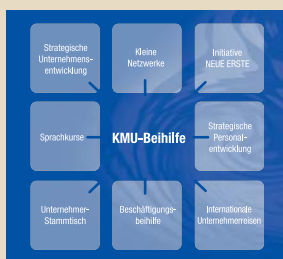 Strategische
Unternehmens-
entwicklung
Kleine
Netzwerke
Initiative
NEUE ERSTE
Sprachkurse
KMU-Beihilfe
Strategische
Personal-
entwicklung
Unternehmer-
Stammtisch
Beschäftigungs-
beihilfe
Internationale
Unternehmerreisen